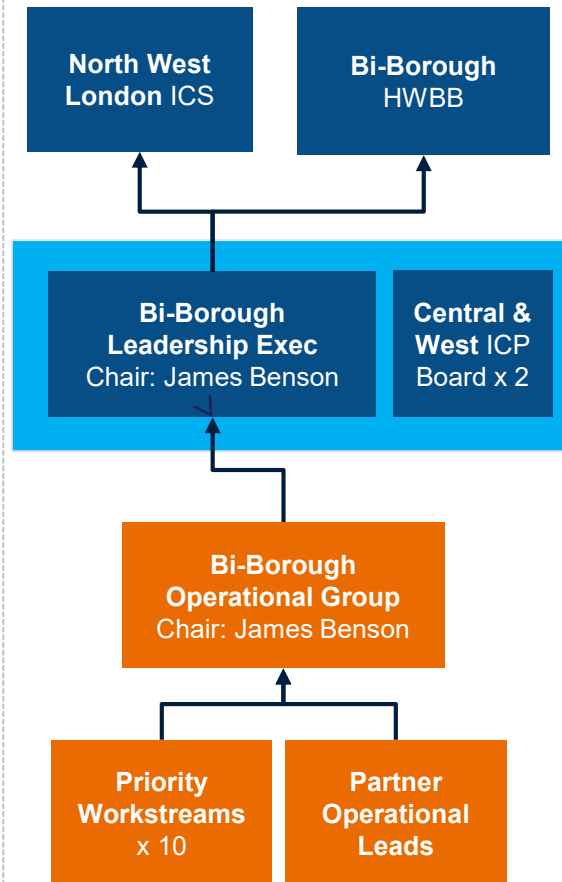 North West
London ICS
Bi-Borough
HWBB
Bi-Borough
Leadership Exec
Chair: James Benson
Central &
West ICP
Board x 2
Bi-Borough
Operational Group
Chair: James Benson
Priority
Workstreams
x 10
Partner
Operational
Leads